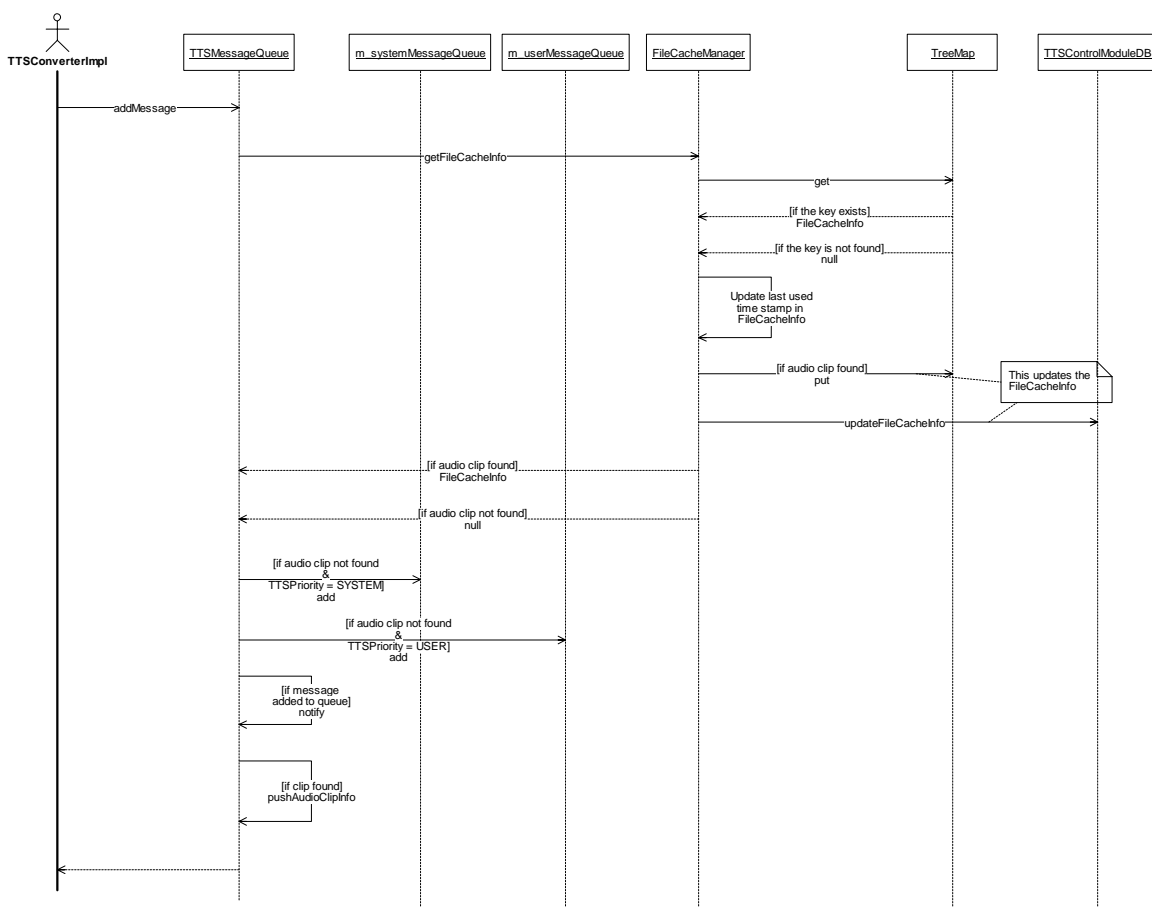 TTSConverterImpl
TTSMessageQueue
m_systemMessageQueue
m_userMessageQueue
FileCacheManager
TreeMap
TTSControlModuleDB
addMessage
getFileCacheInfo
get
[if the key exists]
FileCacheInfo
[if the key is not found]
null
Update last used
time stamp in
FileCacheInfo
[if audio clip found]
put
This updates the
FileCacheInfo
updateFileCacheInfo
[if audio clip found]
FileCacheInfo
[if audio clip not found]
null
[if audio clip not found
&
TTSPriority = SYSTEM]
add
[if audio clip not found
&
TTSPriority = USER]
add
[if message
added to queue]
notify
[if clip found]
pushAudioClipInfo